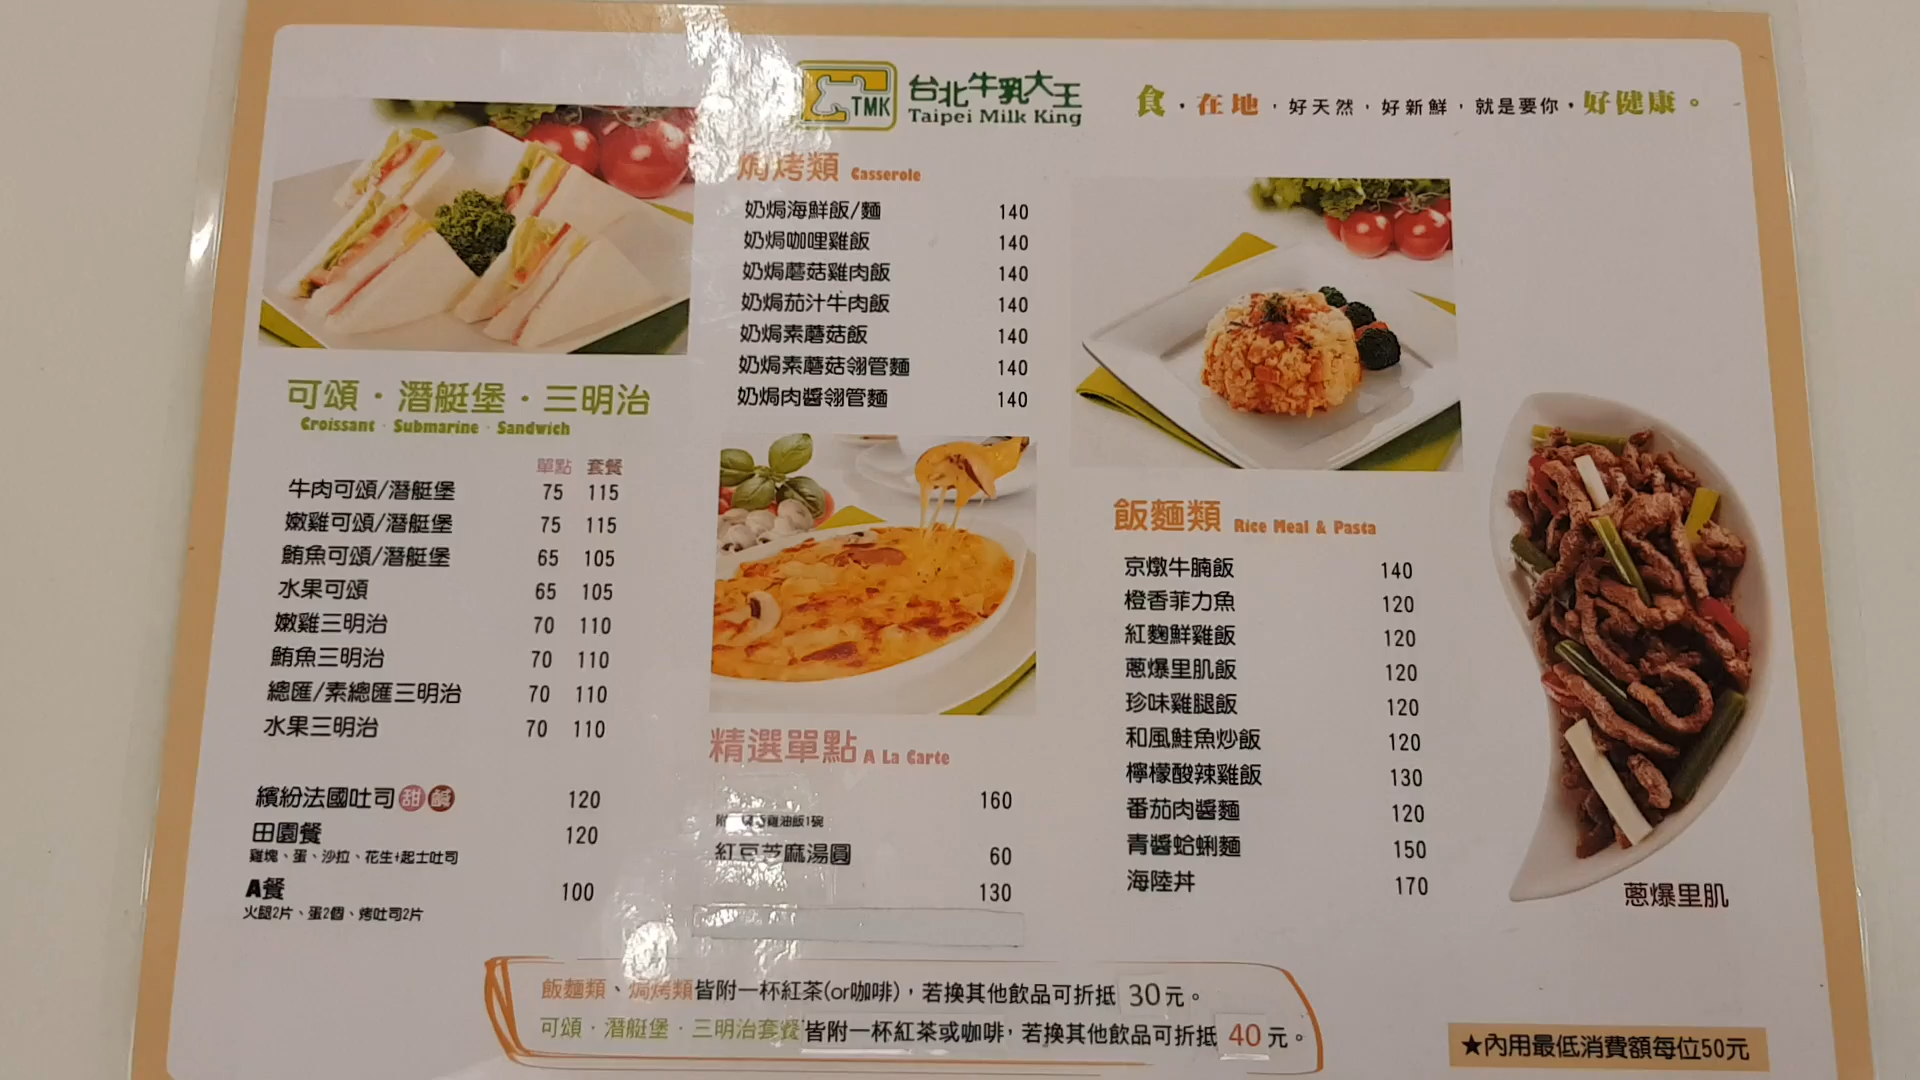 TMK 台北牛乳大王
Taipei Milk King
食．在地，好天然，好新鮮，就是要你，好健康。
焗烤類 Casserole
奶焗海鮮飯/麵 140
奶焗咖哩雞飯 140
奶焗蘑菇雞肉飯 140
奶焗茄汁牛肉飯 140
奶焗素蘑菇飯 140
奶焗素蘑菇翎管麵 140
奶焗肉醬翎管麵 140
可頌・潛艇堡・三明治
Croissant・Submarine・Sandwich
單點 套餐
牛肉可頌/潛艇堡 75 115
嫩雞可頌/潛艇堡 75 115
鮪魚可頌/潛艇堡 65 105
水果可頌 65 105
嫩雞三明治 70 110
鮪魚三明治 70 110
總匯/素總匯三明治 70 110
水果三明治 70 110
繽紛法國吐司 甜 鹹 120
田園餐 120
雞塊、蛋、沙拉、花生+起士吐司
A餐 100
火腿2片、蛋2個、烤吐司2片
精選單點 A La Carte
160
雞油飯1碗
紅豆芝麻湯圓 60
130
飯麵類 Rice Meal & Pasta
京燉牛腩飯 140
橙香菲力魚 120
紅麴鮮雞飯 120
蔥爆里肌飯 120
珍味雞腿飯 120
和風鮭魚炒飯 120
檸檬酸辣雞飯 130
番茄肉醬麵 120
青醬蛤蜊麵 150
海陸丼 170
蔥爆里肌
飯麵類、焗烤類皆附一杯紅茶(or咖啡)，若換其他飲品可折抵 30元。
可頌・潛艇堡・三明治套餐皆附一杯紅茶或咖啡，若換其他飲品可折抵 40元。
★內用最低消費額每位50元